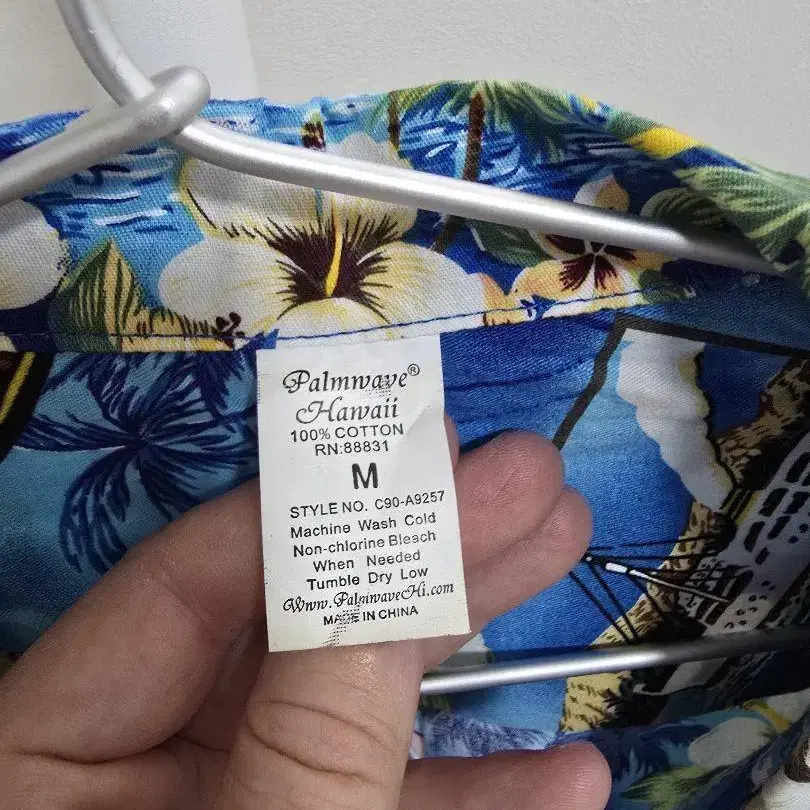 Palmwave®
Hawaii
100% COTTON
RN:88831
M
STYLE NO. C90-A9257
Machine Wash Cold
Non-chlorine Bleach
When Needed
Tumble Dry Low
Www.PalmwaveHi.com
MADE IN CHINA